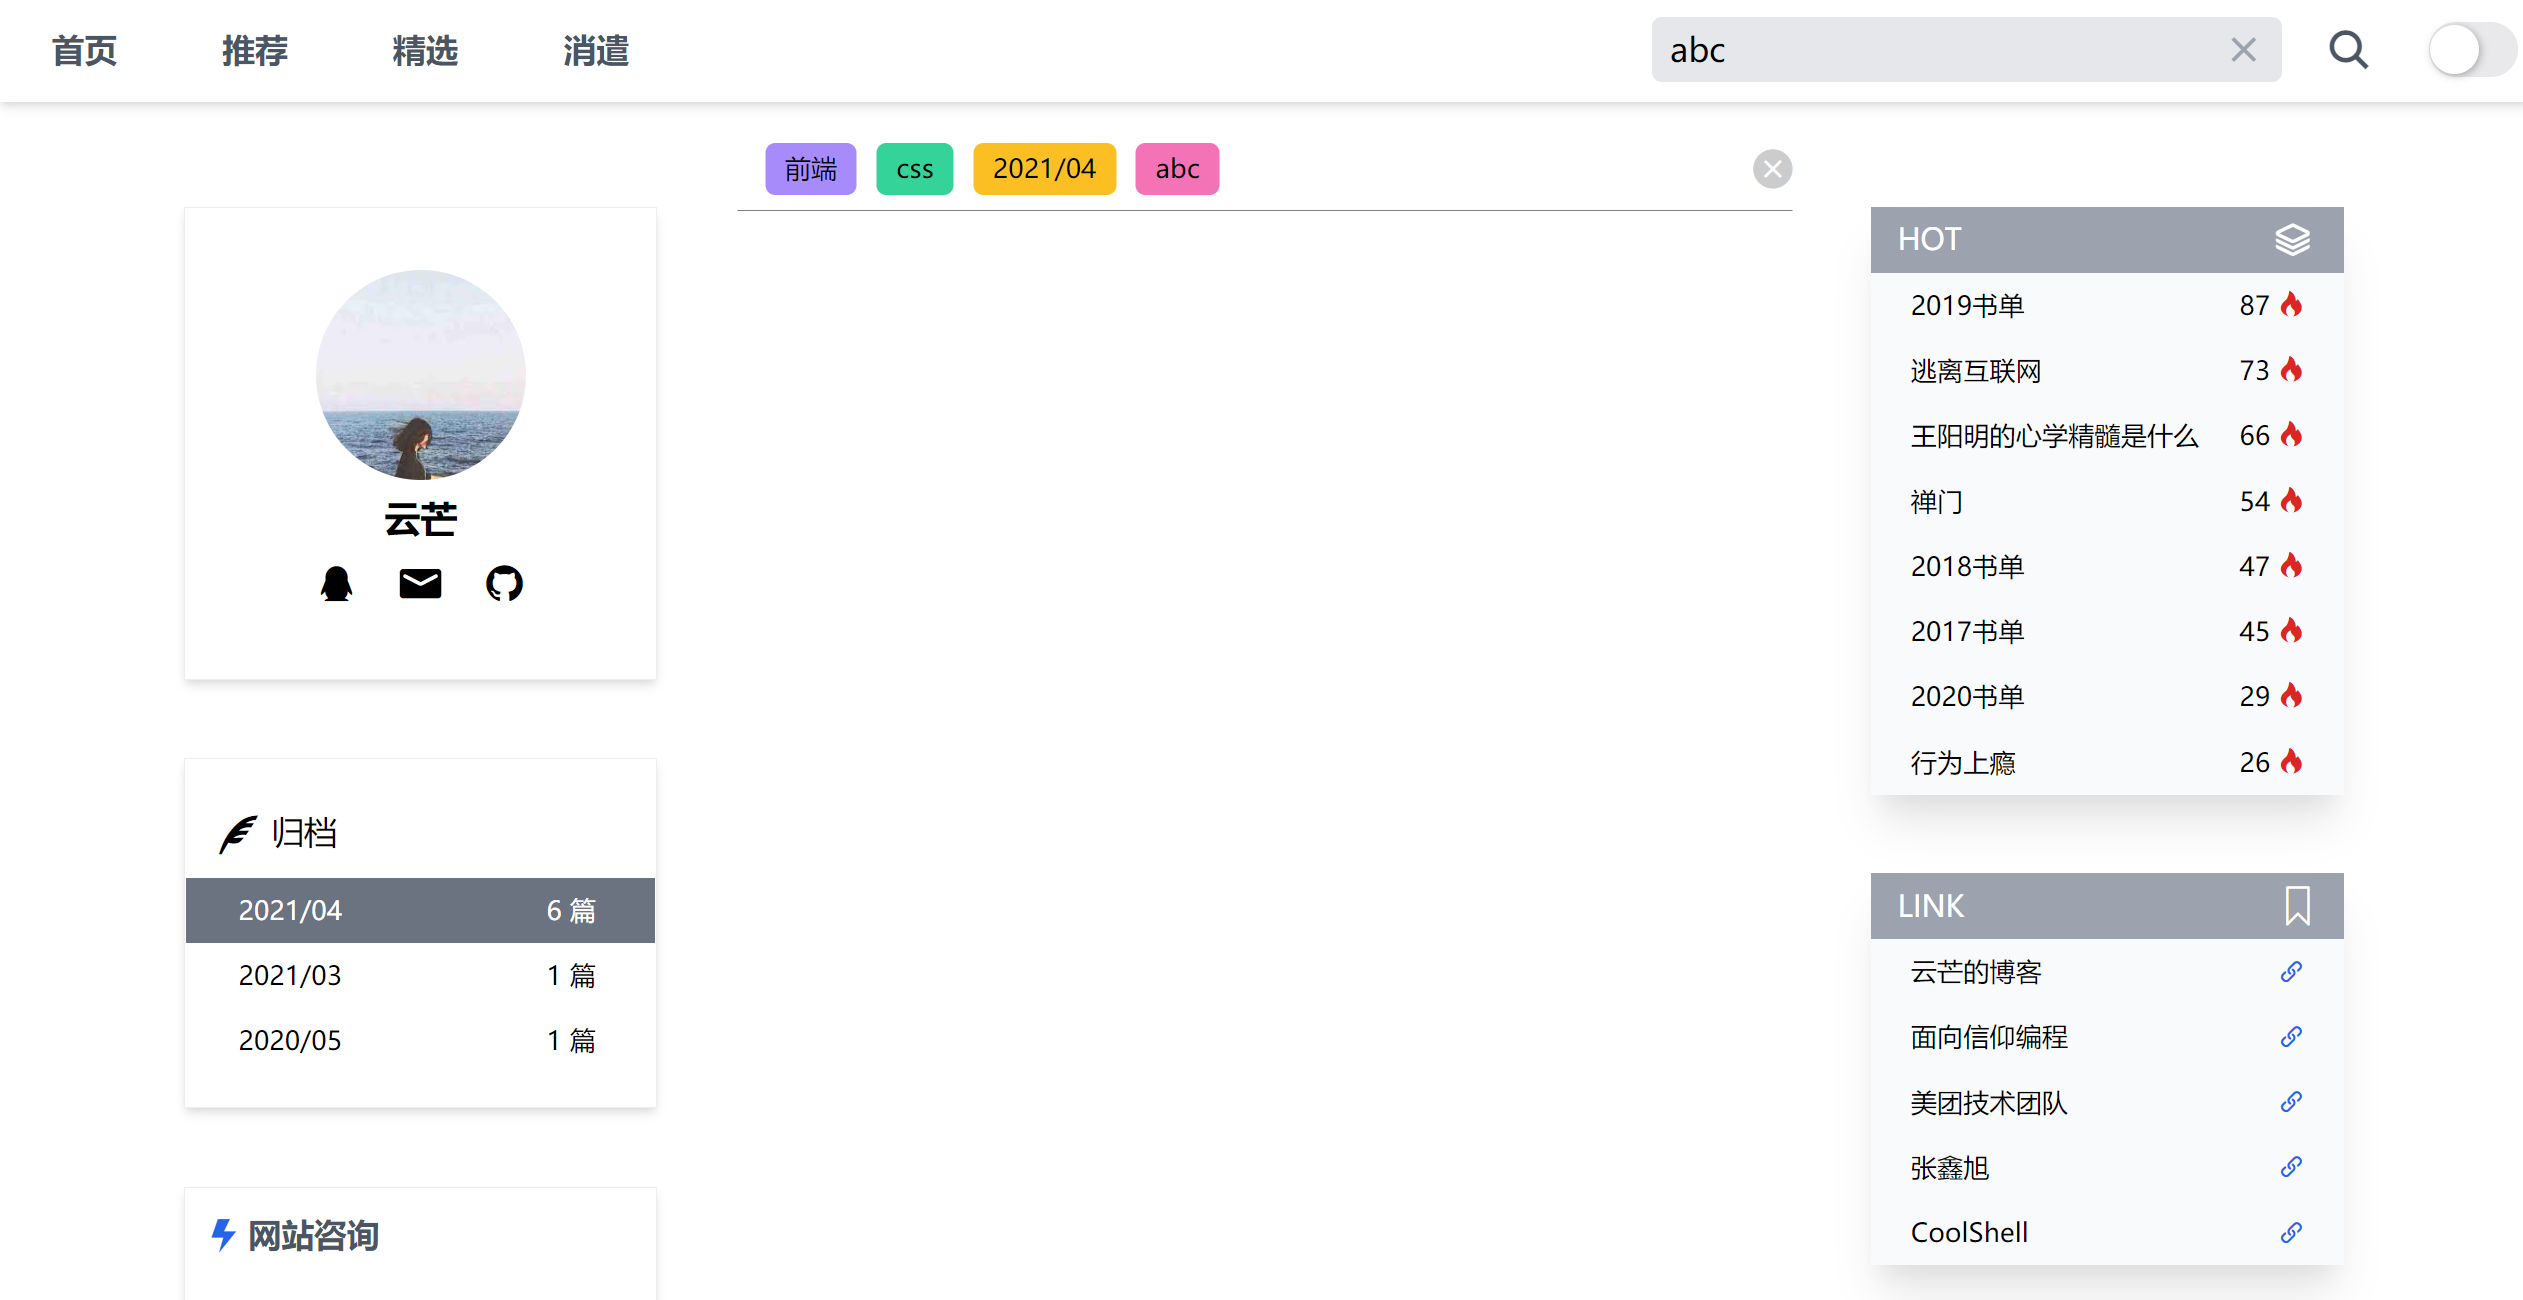 首页 推荐 精选 消遣 abc
前端 css 2021/04 abc
云芒
归档
2021/04 6 篇
2021/03 1 篇
2020/05 1 篇
网站咨询
HOT
2019书单 87
逃离互联网 73
王阳明的心学精髓是什么 66
禅门 54
2018书单 47
2017书单 45
2020书单 29
行为上瘾 26
LINK
云芒的博客
面向信仰编程
美团技术团队
张鑫旭
CoolShell